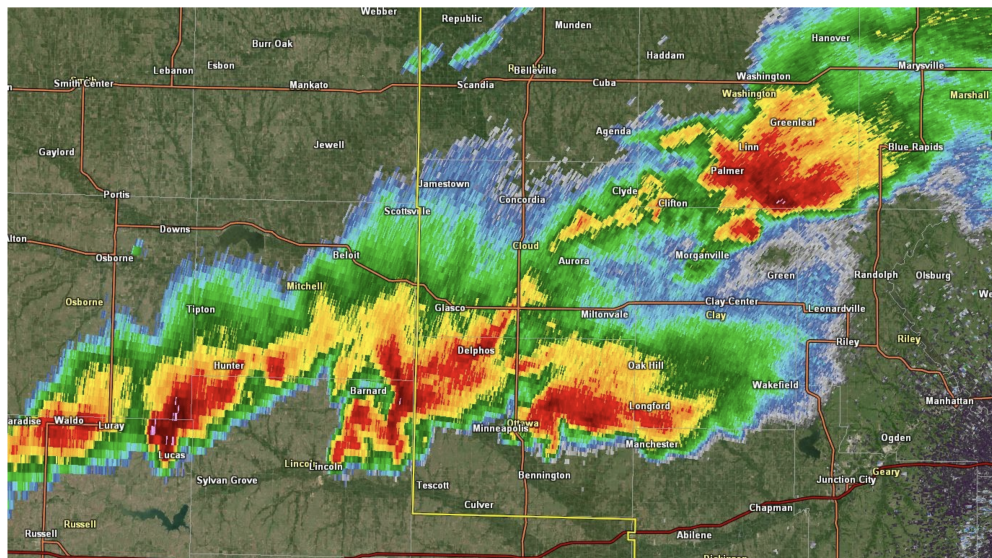 Webber
Republic
Munden
Hanover
Burr Oak
Haddam
Esbon
Lebanon
Belleville
Marysville
Washington
Smith Center
Mankato
Scandia
Cuba
Washington
Marshall
Greenleaf
Agenda
Jewell
Linn
Blue Rapids
Gaylord
Palmer
Jamestown
Clyde
Portis
Concordia
Clifton
Scottsville
Downs
Alton
Cloud
Beloit
Morganville
Osborne
Aurora
Green
Randolph
Olsburg
Mitchell
Osborne
Tipton
Glasco
Clay Center
Miltonvale
Clay
Leonardville
Riley
Riley
Delphos
Hunter
Oak Hill
Wakefield
Barnard
Manhattan
Longford
aradise
Waldo
Luray
Minneapolis
Ottawa
Ogden
Manchester
Lucas
Lincoln
Lincoln
Geary
Bennington
Sylvan Grove
Junction City
Tescott
Culver
Chapman
Russell
Russell
Abilene